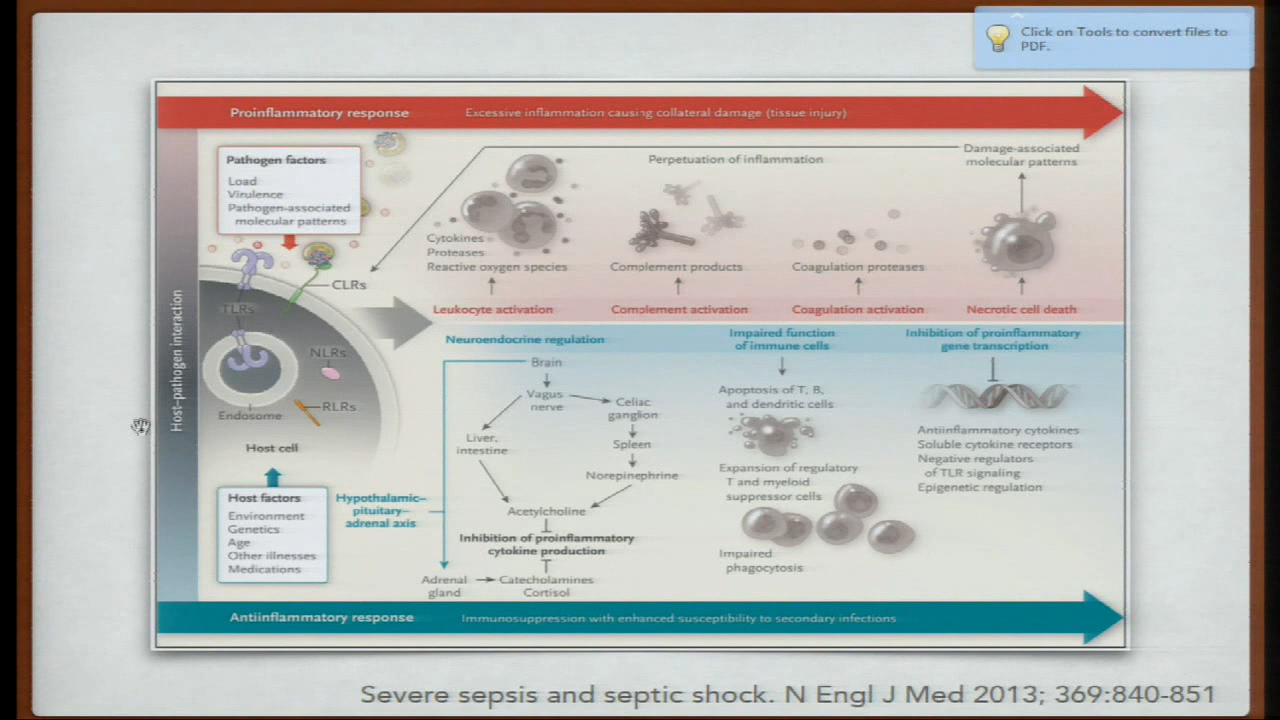 Click on Tools to convert files to
PDF.
Proinflammatory response
Excessive inflammation causing collateral damage (tissue injury)
Host–pathogen interaction
Pathogen factors
Load
Virulence
Pathogen-associated
molecular patterns
TLRs
CLRs
NLRs
RLRs
Endosome
Host cell
Host factors
Environment
Genetics
Age
Other illnesses
Medications
Perpetuation of inflammation
Damage-associated
molecular patterns
Cytokines
Proteases
Reactive oxygen species
Complement products
Coagulation proteases
Leukocyte activation
Complement activation
Coagulation activation
Necrotic cell death
Neuroendocrine regulation
Brain
Vagus
nerve
Celiac
ganglion
Liver,
intestine
Spleen
Norepinephrine
Hypothalamic–
pituitary–
adrenal axis
Acetylcholine
Inhibition of proinflammatory
cytokine production
Adrenal
gland
Catecholamines
Cortisol
Impaired function
of immune cells
Apoptosis of T, B,
and dendritic cells
Expansion of regulatory
T and myeloid
suppressor cells
Impaired
phagocytosis
Inhibition of proinflammatory
gene transcription
Antiinflammatory cytokines
Soluble cytokine receptors
Negative regulators
of TLR signaling
Epigenetic regulation
Antiinflammatory response
Immunosuppression with enhanced susceptibility to secondary infections
Severe sepsis and septic shock. N Engl J Med 2013; 369:840-851